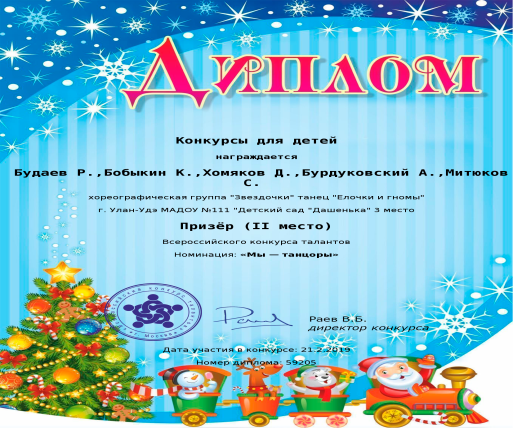 Диплом
Конкурсы для детей
награждается
Будаев Р.,Бобыкин К.,Хомяков Д.,Бурдуковский А.,Митюков
С.
хореографическая группа "Звездочки" танец "Елочки и гномы"
г. Улан-Удэ МАДОУ №111 "Детский сад "Дашенька" 3 место
Призёр (II место)
Всероссийского конкурса талантов
Номинация: «Мы — танцоры»
Раев В.Б.
директор конкурса
Дата участия в конкурсе: 21.2.2019
Номер диплома: 59205